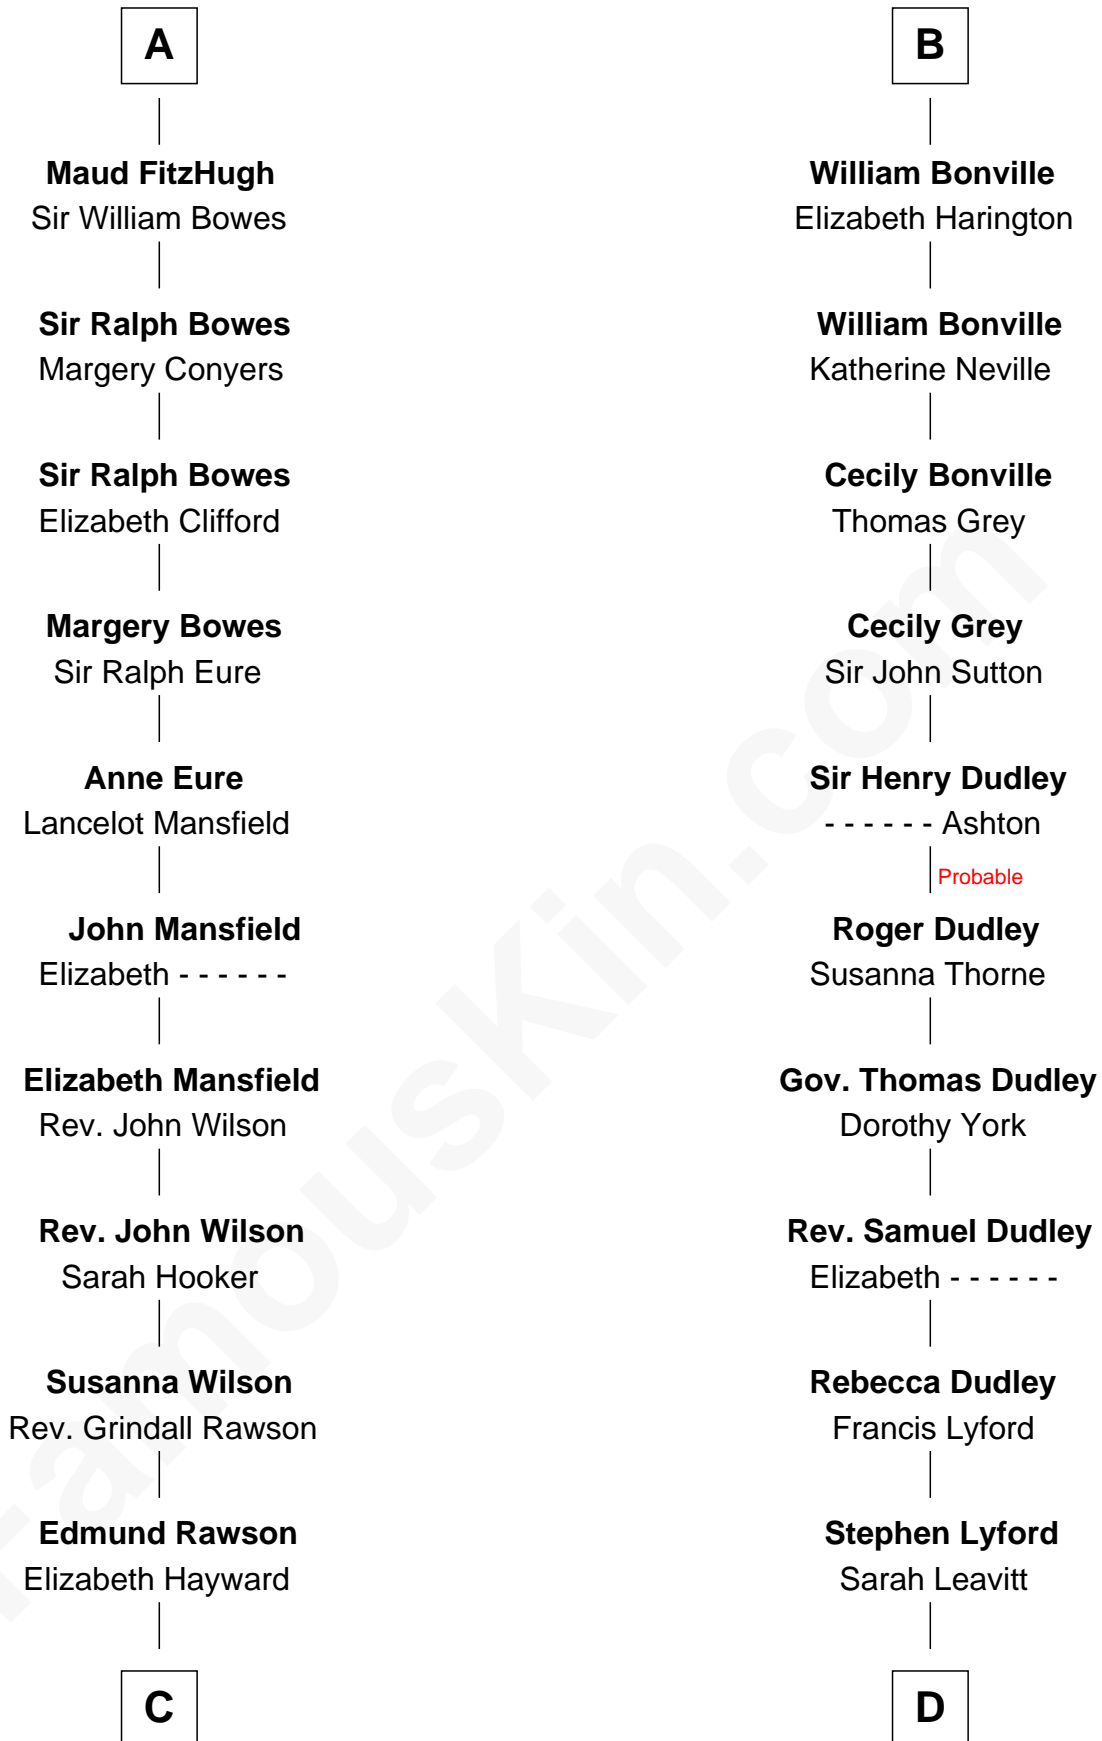 A
Maud FitzHugh
Sir William Bowes
Sir Ralph Bowes
Margery Conyers
Sir Ralph Bowes
Elizabeth Clifford
Margery Bowes
Sir Ralph Eure
Anne Eure
Lancelot Mansfield
John Mansfield
Elizabeth - - - - - -
Elizabeth Mansfield
Rev. John Wilson
Rev. John Wilson
Sarah Hooker
Susanna Wilson
Rev. Grindall Rawson
Edmund Rawson
Elizabeth Hayward
C
B
William Bonville
Elizabeth Harington
William Bonville
Katherine Neville
Cecily Bonville
Thomas Grey
Cecily Grey
Sir John Sutton
Sir Henry Dudley
- - - - - - Ashton
Probable
Roger Dudley
Susanna Thorne
Gov. Thomas Dudley
Dorothy York
Rev. Samuel Dudley
Elizabeth - - - - - -
Rebecca Dudley
Francis Lyford
Stephen Lyford
Sarah Leavitt
D
FamousKin.com